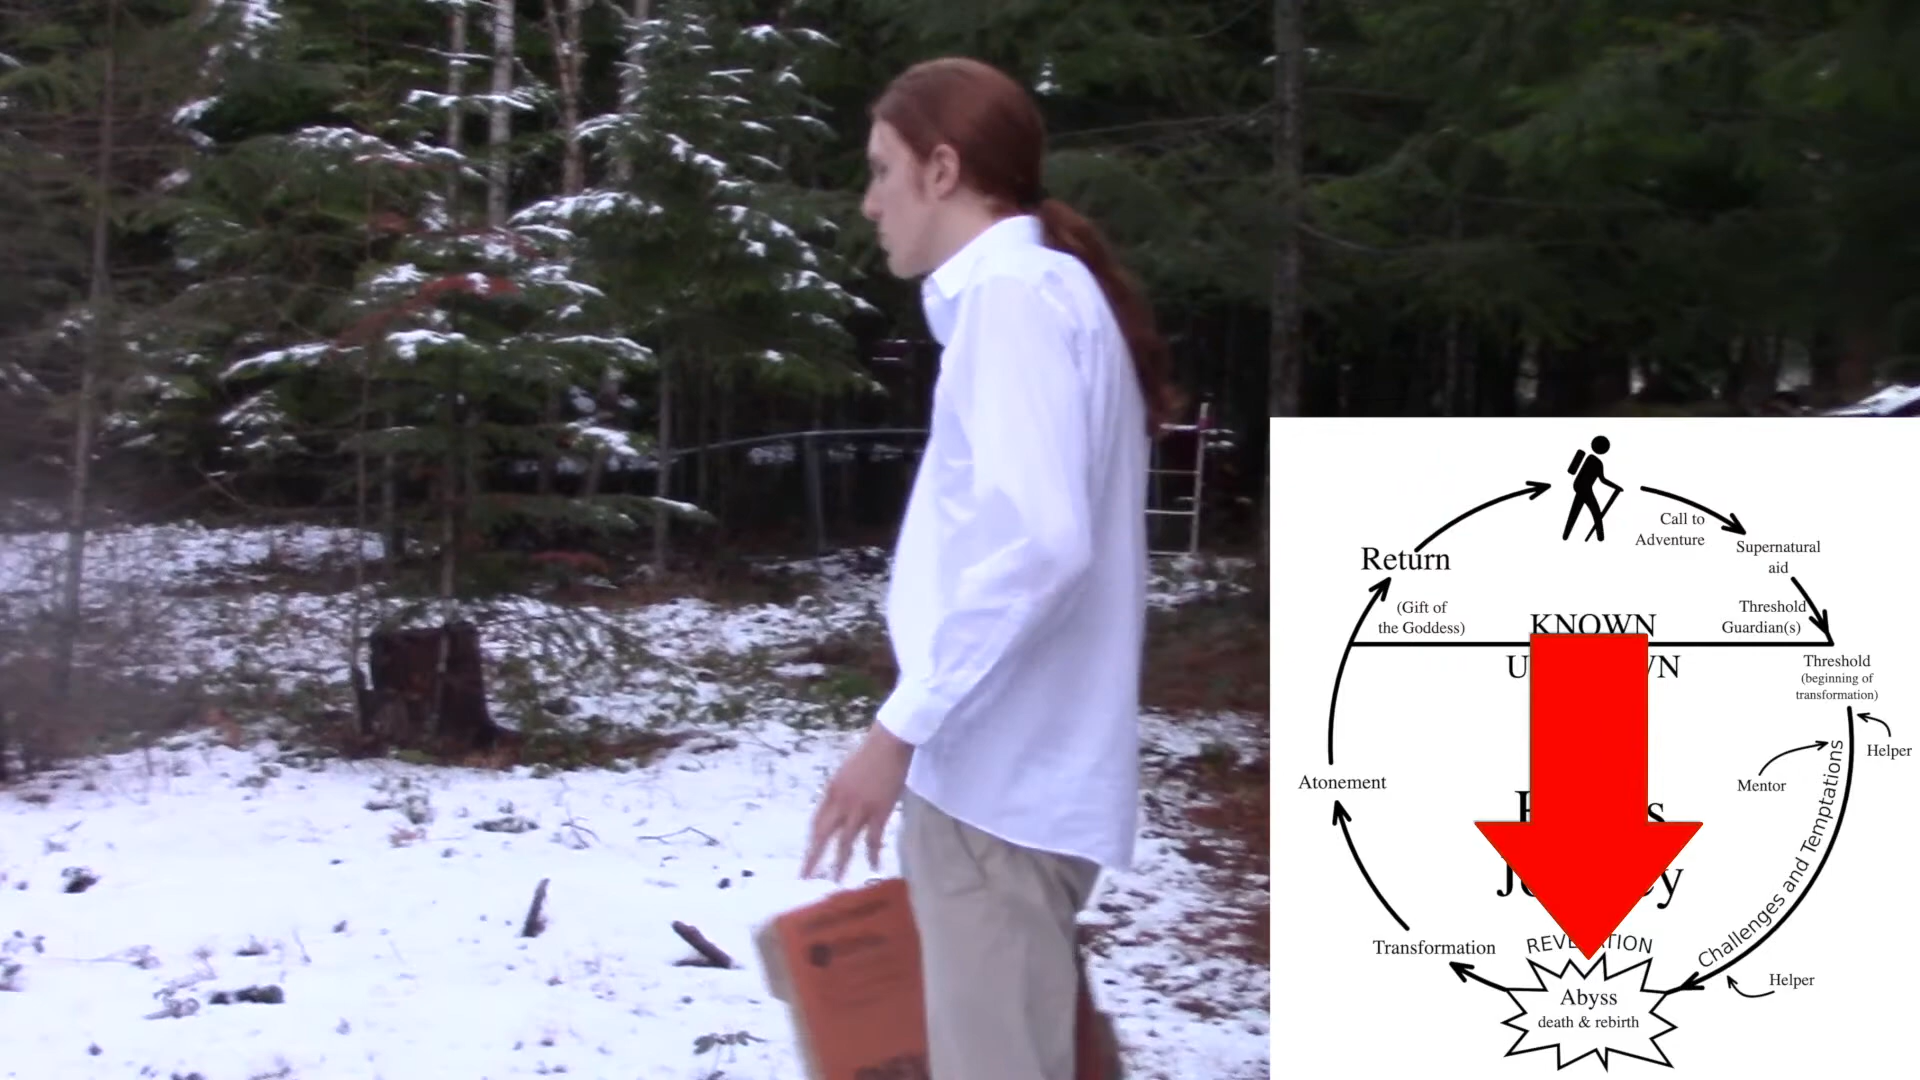 Call to
Adventure
Supernatural
aid
Return
(Gift of
the Goddess)
KNOWN
Threshold
Guardian(s)
Threshold
(beginning of
transformation)
Helper
Mentor
Atonement
Challenges and Temptations
Transformation
Helper
Abyss
death & rebirth